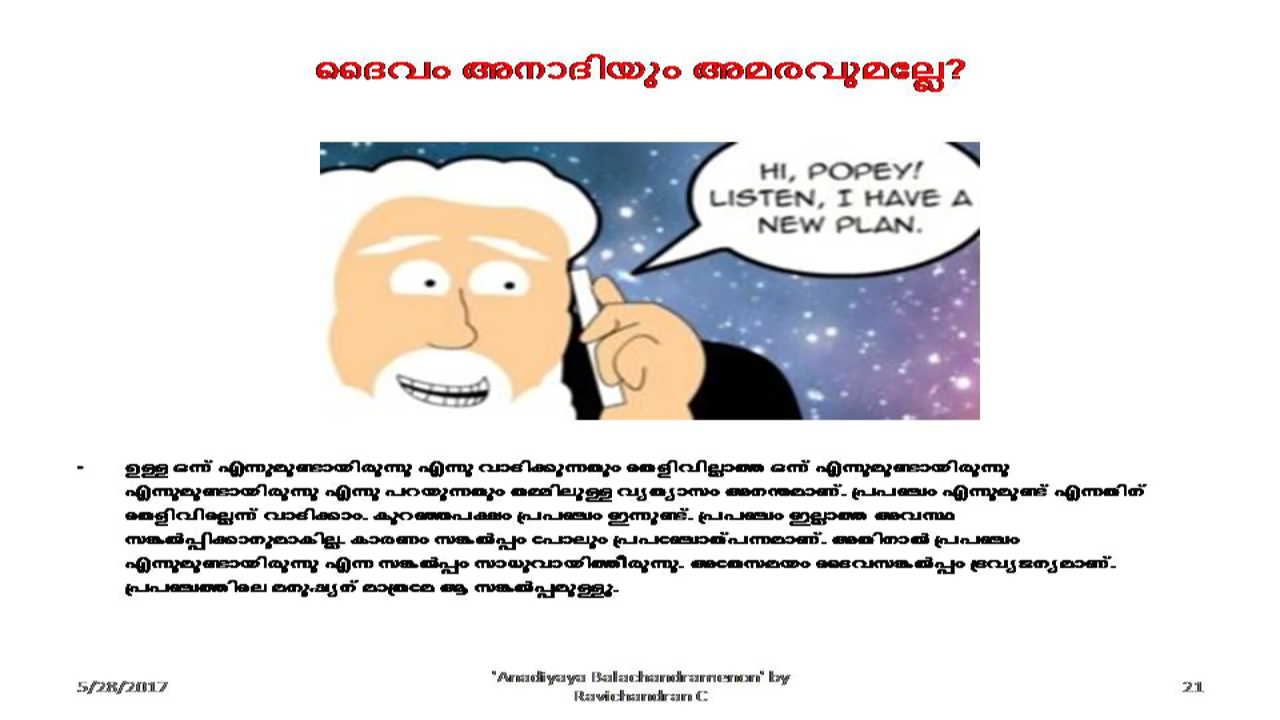 ദൈവം അനാദിയും അമരവുമല്ലേ?
HI, POPEY!
LISTEN, I HAVE A
NEW PLAN.
- ഉള്ള ഒന്ന് എന്നുമുണ്ടായിരുന്നു എന്നു വാദിക്കുന്നതും തെളിവില്ലാത്ത ഒന്ന് എന്നുമുണ്ടായിരുന്നു
എന്നുമുണ്ടായിരുന്നു എന്നു പറയുന്നതും തമ്മിലുള്ള വ്യത്യാസം അനന്തമാണ്. പ്രപഞ്ചം എന്നുമുണ്ട് എന്നതിന്
തെളിവില്ലെന്ന് വാദിക്കാം. കുറഞ്ഞപക്ഷം പ്രപഞ്ചം ഇന്നുണ്ട്. പ്രപഞ്ചം ഇല്ലാത്ത അവസ്ഥ
സങ്കല്‍പ്പിക്കാനുമാകില്ല. കാരണം സങ്കല്‍പ്പം പോലും പ്രപഞ്ചോത്പന്നമാണ്. അതിനാല്‍ പ്രപഞ്ചം
എന്നുമുണ്ടായിരുന്നു എന്ന സങ്കല്‍പ്പം സാധുവായിത്തീരുന്നു. അതേസമയം ദൈവസങ്കല്‍പ്പം ദ്രവ്യജന്യമാണ്.
പ്രപഞ്ചത്തിലെ മനുഷ്യന് മാത്രമേ ആ സങ്കല്‍പ്പമുള്ളൂ.
5/28/2017
'Anadiyaya Balachandramenon' by
Ravichandran C
21